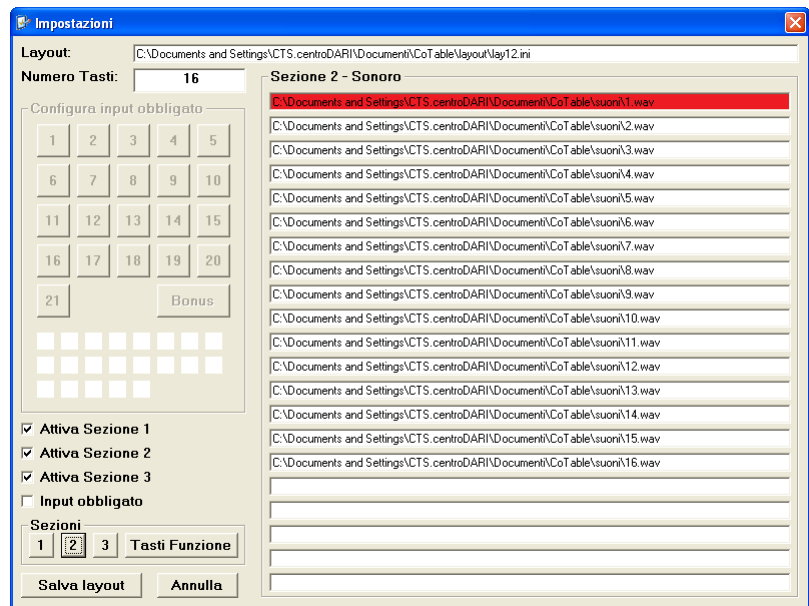 Impostazioni
Layout: C:\Documents and Settings\CTS.centroDARI\Documenti\CoTable\layout\lay12.ini
Numero Tasti: 16
Configura input obbligato
1 2 3 4 5
6 7 8 9 10
11 12 13 14 15
16 17 18 19 20
21 Bonus
Attiva Sezione 1
Attiva Sezione 2
Attiva Sezione 3
Input obbligato
Sezioni
1 2 3 Tasti Funzione
Salva layout Annulla
Sezione 2 - Sonoro
C:\Documents and Settings\CTS.centroDARI\Documenti\CoTable\suoni\1.wav
C:\Documents and Settings\CTS.centroDARI\Documenti\CoTable\suoni\2.wav
C:\Documents and Settings\CTS.centroDARI\Documenti\CoTable\suoni\3.wav
C:\Documents and Settings\CTS.centroDARI\Documenti\CoTable\suoni\4.wav
C:\Documents and Settings\CTS.centroDARI\Documenti\CoTable\suoni\5.wav
C:\Documents and Settings\CTS.centroDARI\Documenti\CoTable\suoni\6.wav
C:\Documents and Settings\CTS.centroDARI\Documenti\CoTable\suoni\7.wav
C:\Documents and Settings\CTS.centroDARI\Documenti\CoTable\suoni\8.wav
C:\Documents and Settings\CTS.centroDARI\Documenti\CoTable\suoni\9.wav
C:\Documents and Settings\CTS.centroDARI\Documenti\CoTable\suoni\10.wav
C:\Documents and Settings\CTS.centroDARI\Documenti\CoTable\suoni\11.wav
C:\Documents and Settings\CTS.centroDARI\Documenti\CoTable\suoni\12.wav
C:\Documents and Settings\CTS.centroDARI\Documenti\CoTable\suoni\13.wav
C:\Documents and Settings\CTS.centroDARI\Documenti\CoTable\suoni\14.wav
C:\Documents and Settings\CTS.centroDARI\Documenti\CoTable\suoni\15.wav
C:\Documents and Settings\CTS.centroDARI\Documenti\CoTable\suoni\16.wav